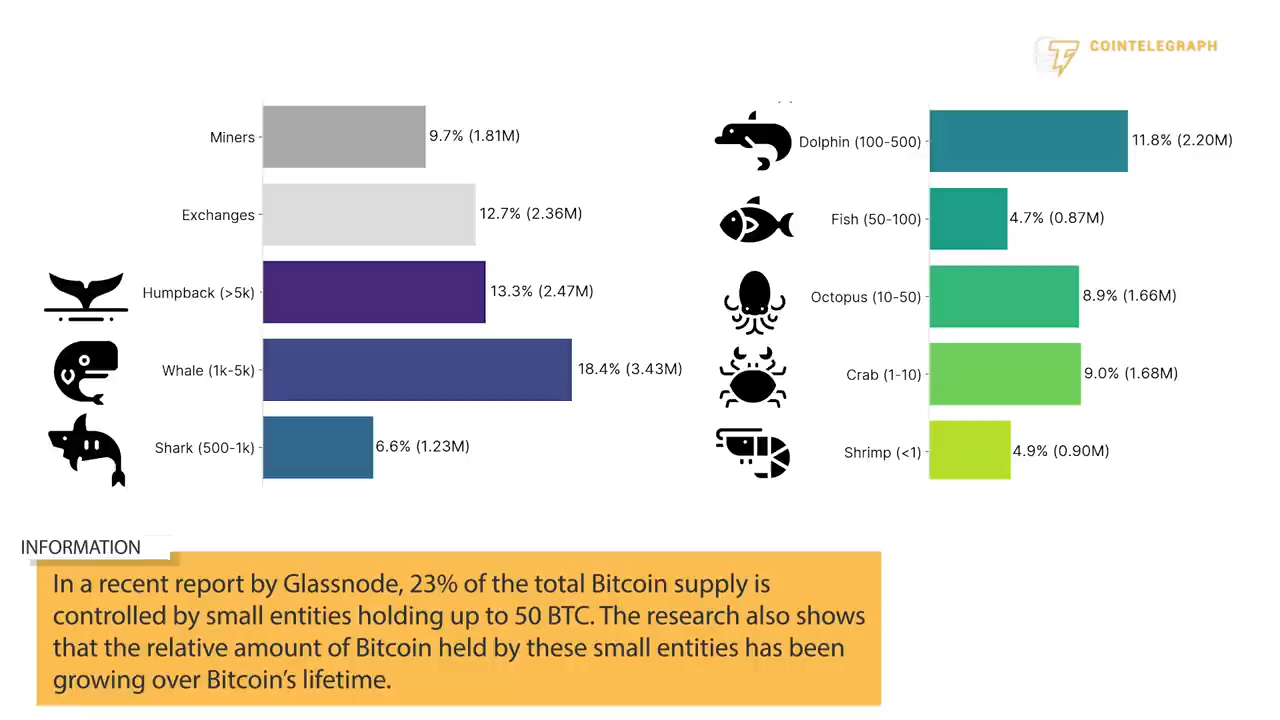 COINTELEGRAPH
Miners
9.7% (1.81M)
Exchanges
12.7% (2.36M)
Humpback (>5k)
13.3% (2.47M)
Whale (1k-5k)
18.4% (3.43M)
Shark (500-1k)
6.6% (1.23M)
Dolphin (100-500)
11.8% (2.20M)
Fish (50-100)
4.7% (0.87M)
Octopus (10-50)
8.9% (1.66M)
Crab (1-10)
9.0% (1.68M)
Shrimp (<1)
4.9% (0.90M)
INFORMATION
In a recent report by Glassnode, 23% of the total Bitcoin supply is
controlled by small entities holding up to 50 BTC. The research also shows
that the relative amount of Bitcoin held by these small entities has been
growing over Bitcoin’s lifetime.